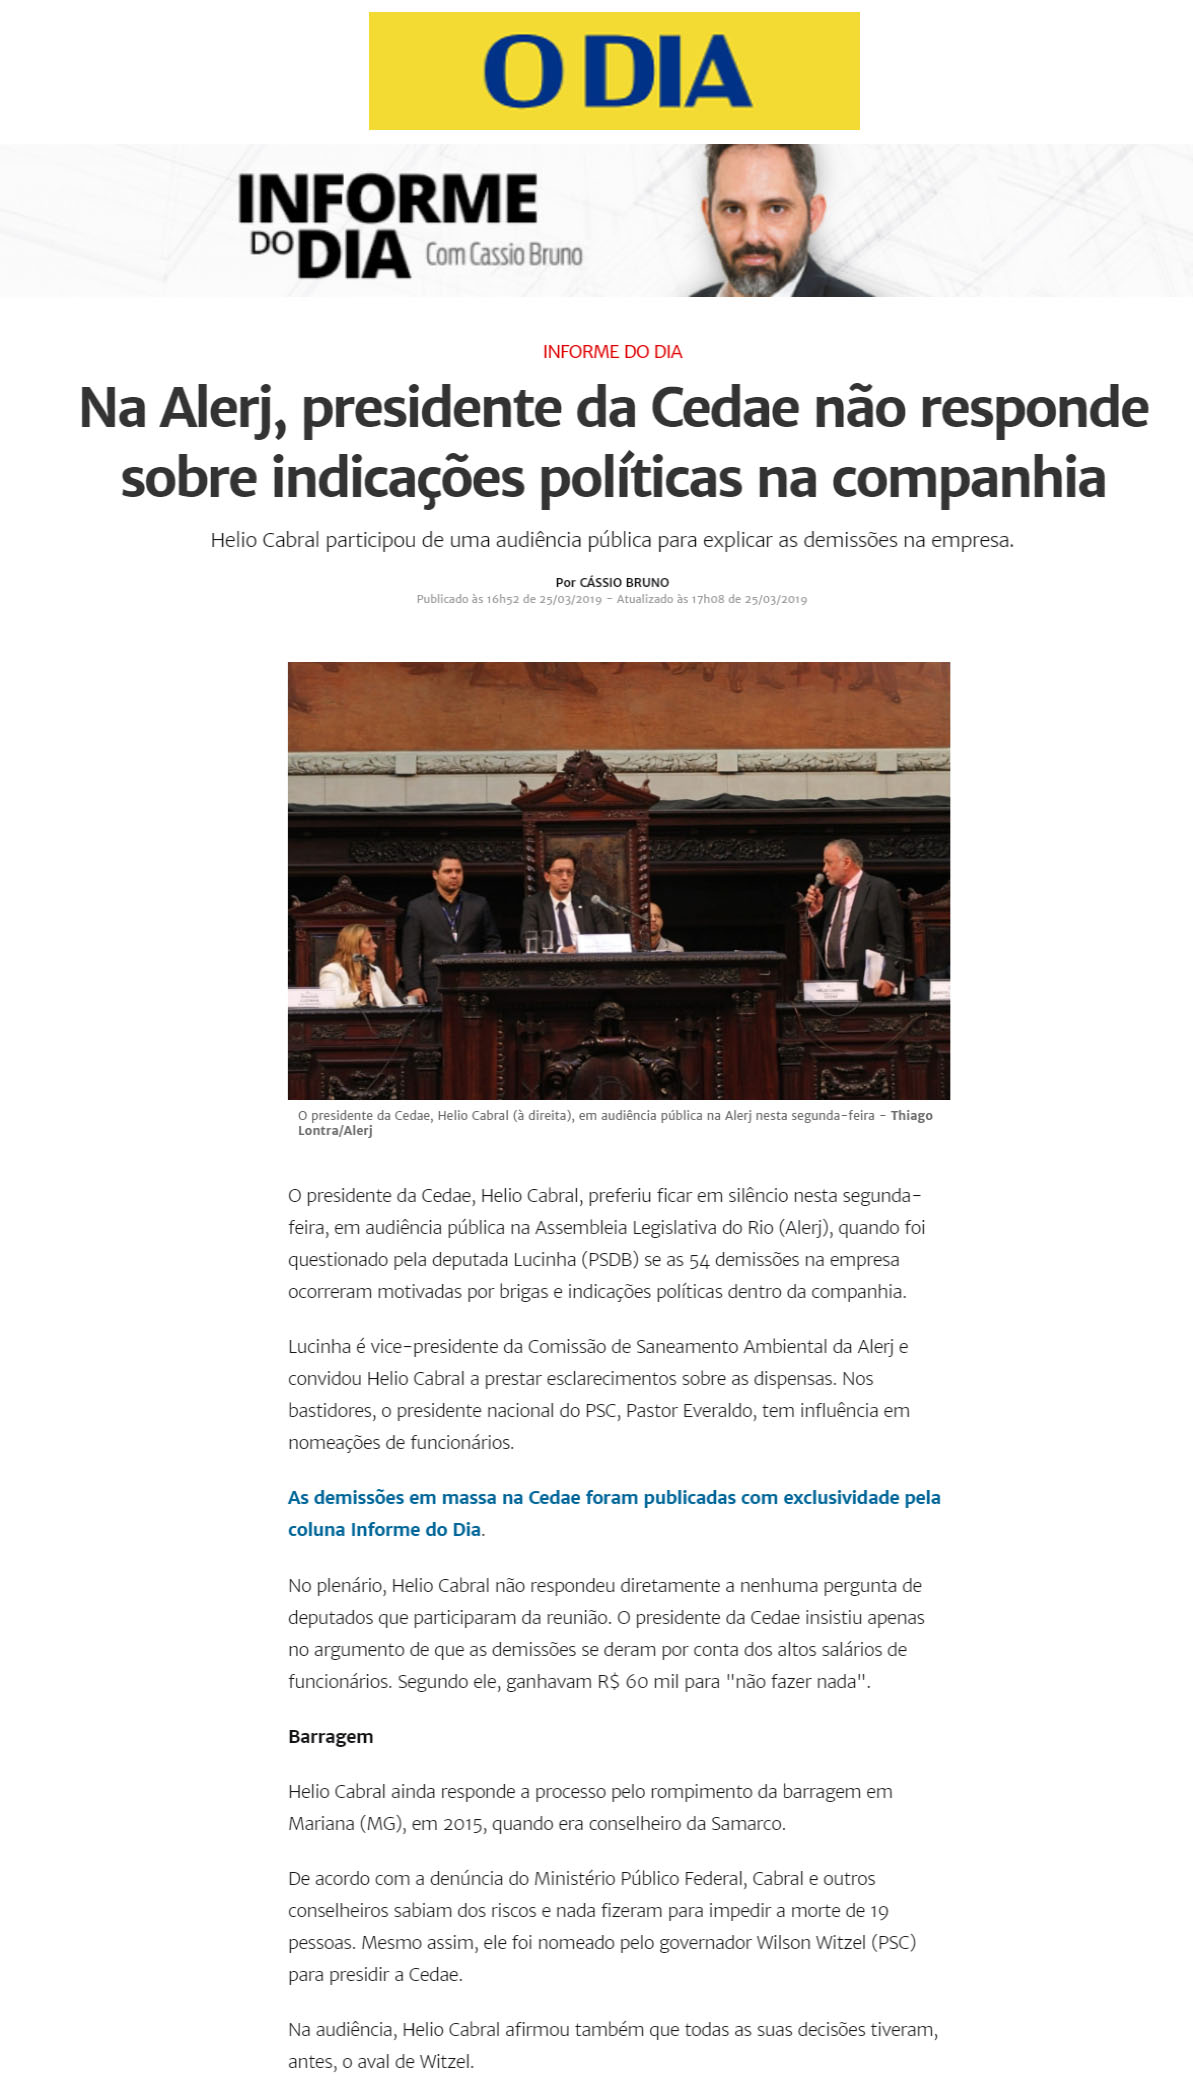 O DIA
INFORME
DO DIA Com Cassio Bruno
INFORME DO DIA
Na Alerj, presidente da Cedae não responde
sobre indicações políticas na companhia
Helio Cabral participou de uma audiência pública para explicar as demissões na empresa.
Por CÁSSIO BRUNO
Publicado às 16h52 de 25/03/2019 - Atualizado às 17h08 de 25/03/2019
O presidente da Cedae, Helio Cabral (à direita), em audiência pública na Alerj nesta segunda-feira - Thiago
Lontra/Alerj
O presidente da Cedae, Helio Cabral, preferiu ficar em silêncio nesta segunda-
feira, em audiência pública na Assembleia Legislativa do Rio (Alerj), quando foi
questionado pela deputada Lucinha (PSDB) se as 54 demissões na empresa
ocorreram motivadas por brigas e indicações políticas dentro da companhia.
Lucinha é vice-presidente da Comissão de Saneamento Ambiental da Alerj e
convidou Helio Cabral a prestar esclarecimentos sobre as dispensas. Nos
bastidores, o presidente nacional do PSC, Pastor Everaldo, tem influência em
nomeações de funcionários.
As demissões em massa na Cedae foram publicadas com exclusividade pela
coluna Informe do Dia.
No plenário, Helio Cabral não respondeu diretamente a nenhuma pergunta de
deputados que participaram da reunião. O presidente da Cedae insistiu apenas
no argumento de que as demissões se deram por conta dos altos salários de
funcionários. Segundo ele, ganhavam R$ 60 mil para "não fazer nada".
Barragem
Helio Cabral ainda responde a processo pelo rompimento da barragem em
Mariana (MG), em 2015, quando era conselheiro da Samarco.
De acordo com a denúncia do Ministério Público Federal, Cabral e outros
conselheiros sabiam dos riscos e nada fizeram para impedir a morte de 19
pessoas. Mesmo assim, ele foi nomeado pelo governador Wilson Witzel (PSC)
para presidir a Cedae.
Na audiência, Helio Cabral afirmou também que todas as suas decisões tiveram,
antes, o aval de Witzel.